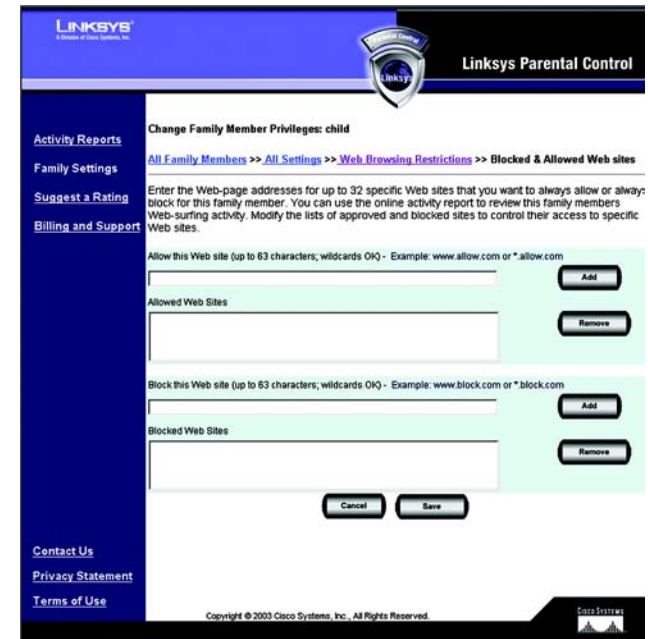 LINKSYS®
A Division of Cisco Systems, Inc.
Parental Control
Linksys
Linksys Parental Control
Activity Reports
Family Settings
Suggest a Rating
Billing and Support
Change Family Member Privileges: child
All Family Members >> All Settings >> Web Browsing Restrictions >> Blocked & Allowed Web sites
Enter the Web-page addresses for up to 32 specific Web sites that you want to always allow or always
block for this family member. You can use the online activity report to review this family members
Web-surfing activity. Modify the lists of approved and blocked sites to control their access to specific
Web sites.
Allow this Web site (up to 63 characters; wildcards OK) - Example: www.allow.com or *.allow.com
Add
Allowed Web Sites
Remove
Block this Web site (up to 63 characters; wildcards OK) - Example: www.block.com or *.block.com
Add
Blocked Web Sites
Remove
Cancel
Save
Contact Us
Privacy Statement
Terms of Use
Copyright © 2003 Cisco Systems, Inc., All Rights Reserved.
CISCO SYSTEMS